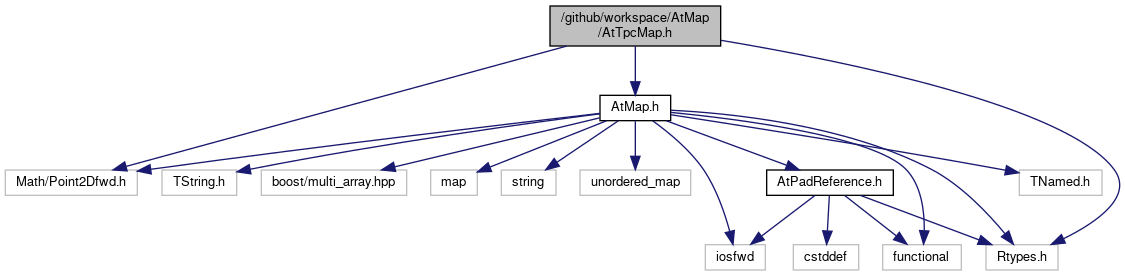 /github/workspace/AtMap
/AtTpcMap.h
AtMap.h
Math/Point2Dfwd.h
TString.h
boost/multi_array.hpp
map
string
unordered_map
AtPadReference.h
TNamed.h
iosfwd
cstddef
functional
Rtypes.h